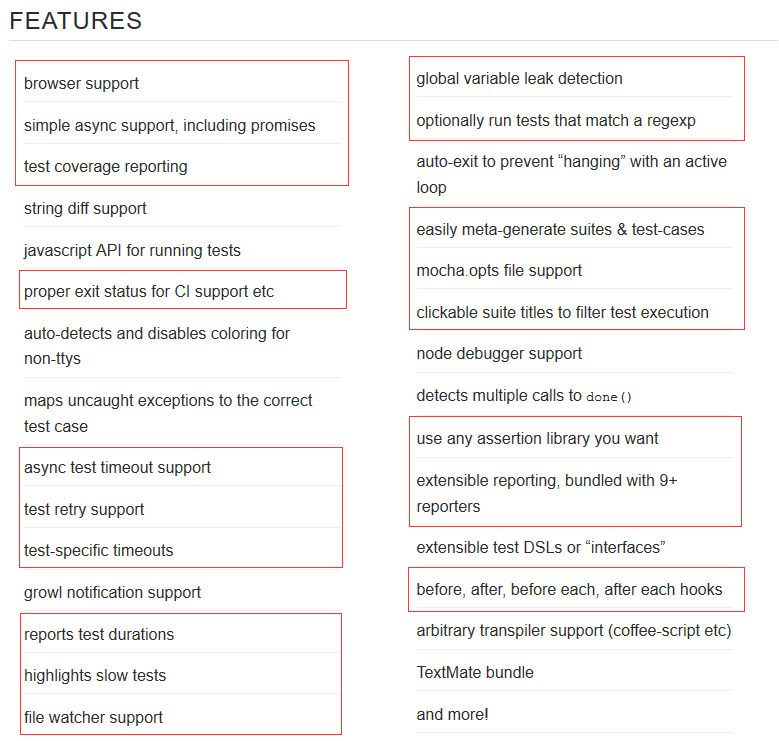 FEATURES
browser support
simple async support, including promises
test coverage reporting
string diff support
javascript API for running tests
proper exit status for CI support etc
auto-detects and disables coloring for
non-ttys
maps uncaught exceptions to the correct
test case
async test timeout support
test retry support
test-specific timeouts
growl notification support
reports test durations
highlights slow tests
file watcher support
global variable leak detection
optionally run tests that match a regexp
auto-exit to prevent “hanging” with an active
loop
easily meta-generate suites & test-cases
mocha.opts file support
clickable suite titles to filter test execution
node debugger support
detects multiple calls to done()
use any assertion library you want
extensible reporting, bundled with 9+
reporters
extensible test DSLs or “interfaces”
before, after, before each, after each hooks
arbitrary transpiler support (coffee-script etc)
TextMate bundle
and more!